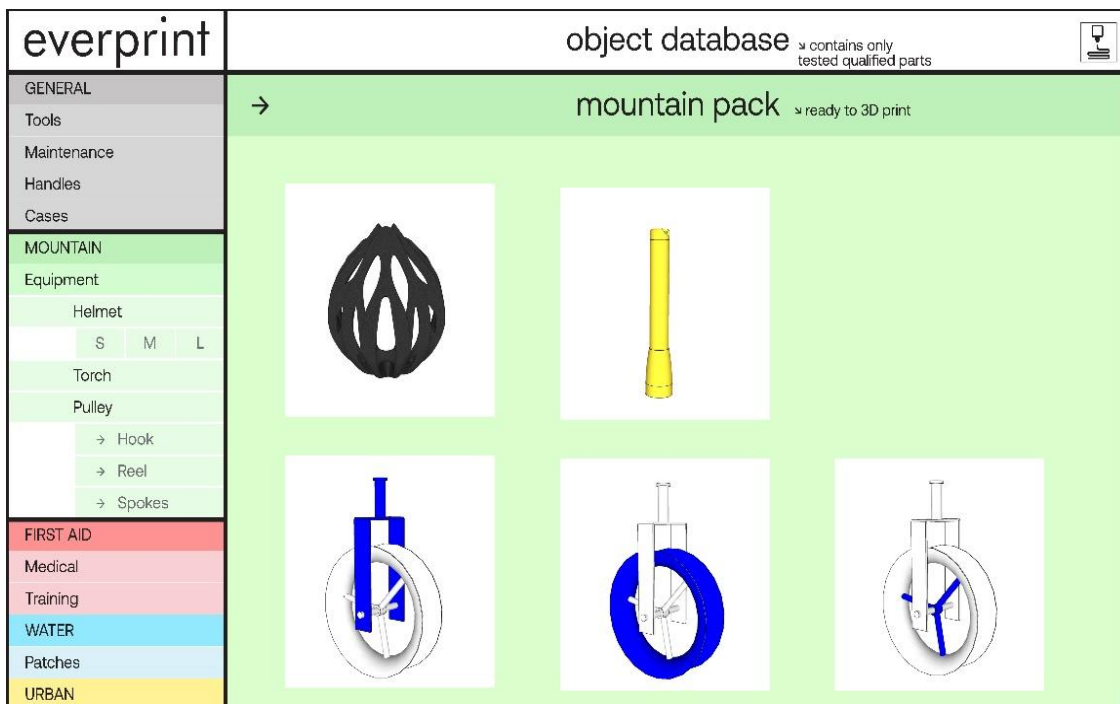 everprint
object database ↘ contains only
tested qualified parts
GENERAL
Tools
Maintenance
Handles
Cases
MOUNTAIN
Equipment
Helmet
S M L
Torch
Pulley
→ Hook
→ Reel
→ Spokes
FIRST AID
Medical
Training
WATER
Patches
URBAN
→ mountain pack ↘ ready to 3D print